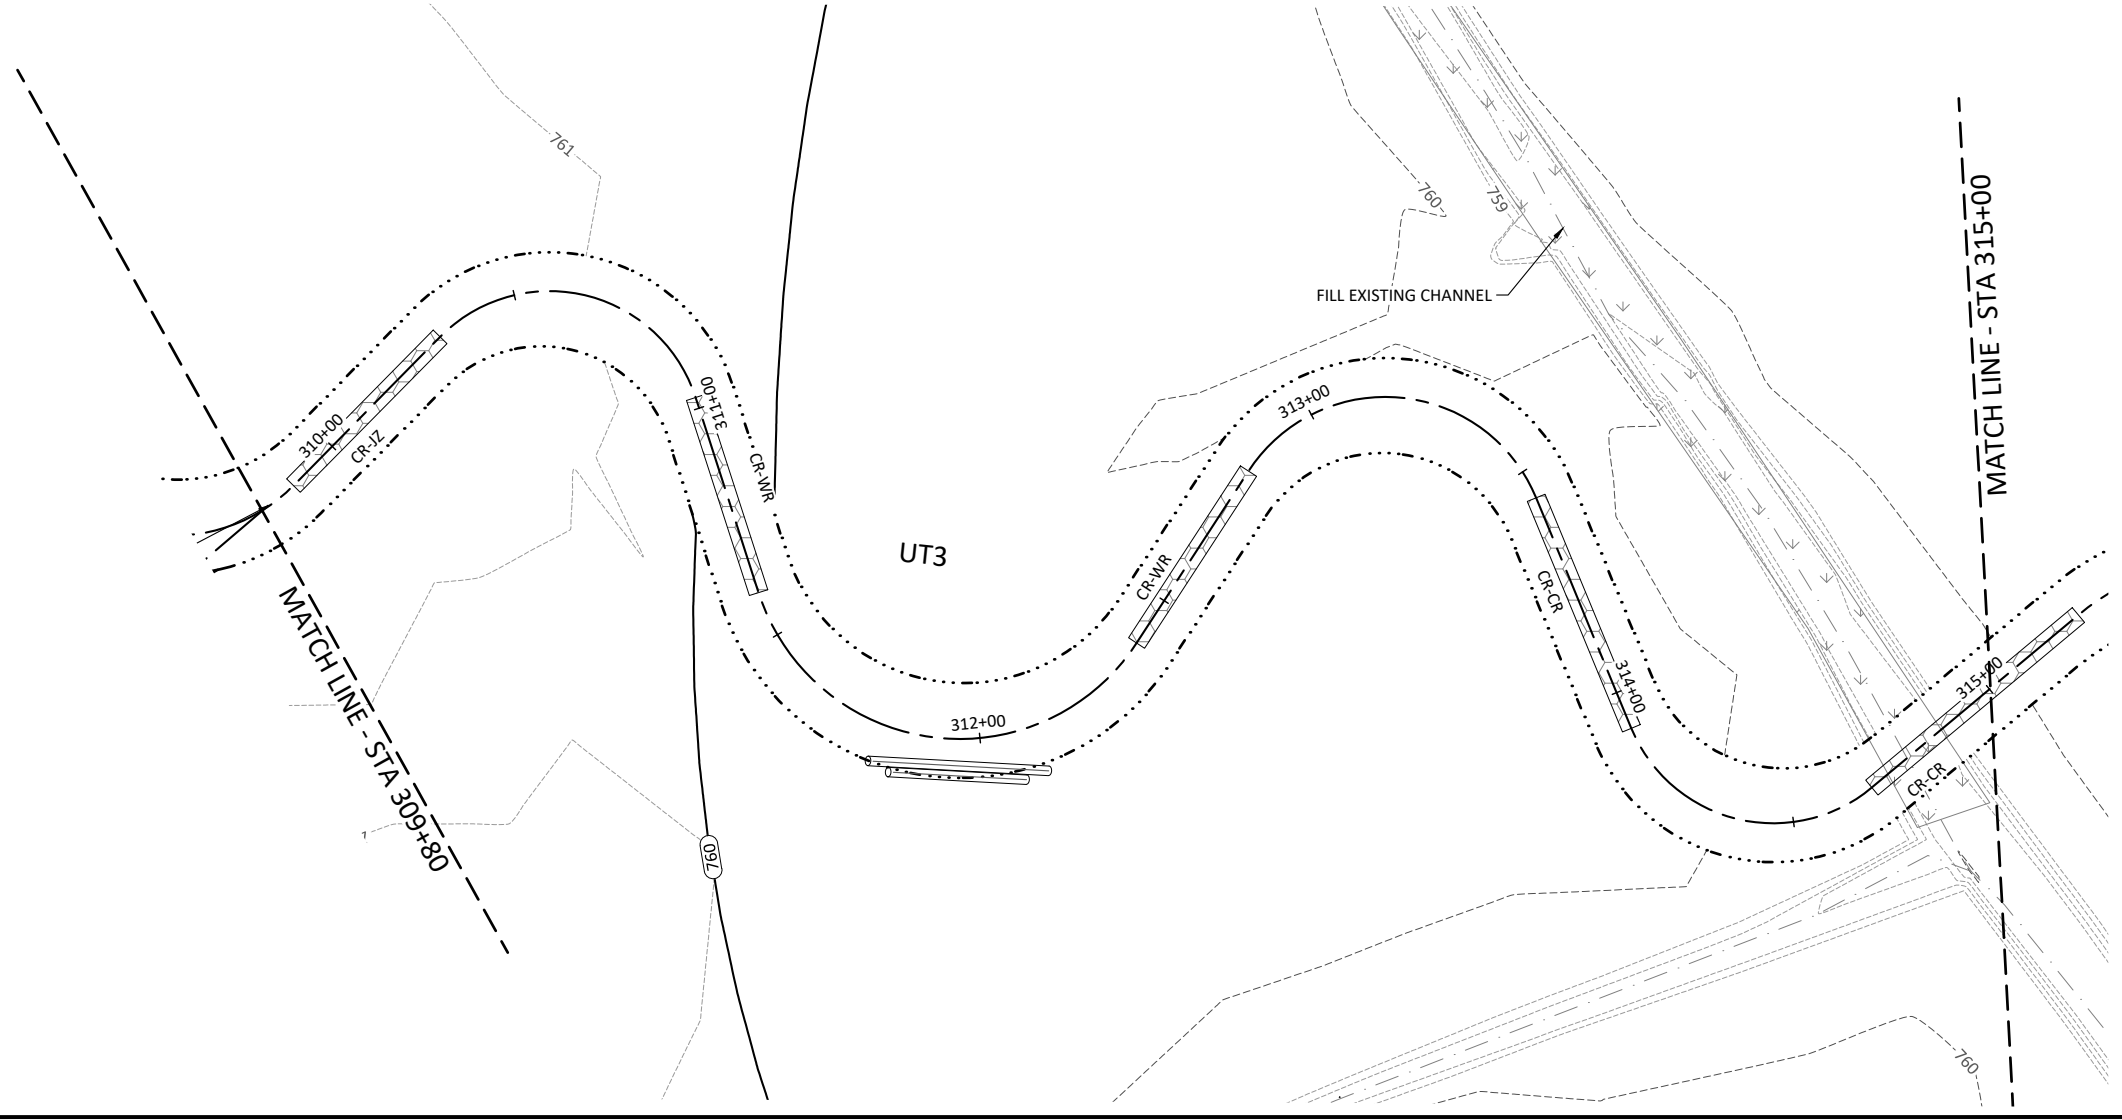 761
760
759
MATCH LINE - STA 315+00
FILL EXISTING CHANNEL
310+00
CR-JZ
311+00
CR-WR
313+00
UT3
CR-WR
CR-CR
MATCH LINE - STA 309+80
312+00
314+00
315+00
CR-CR
760
760